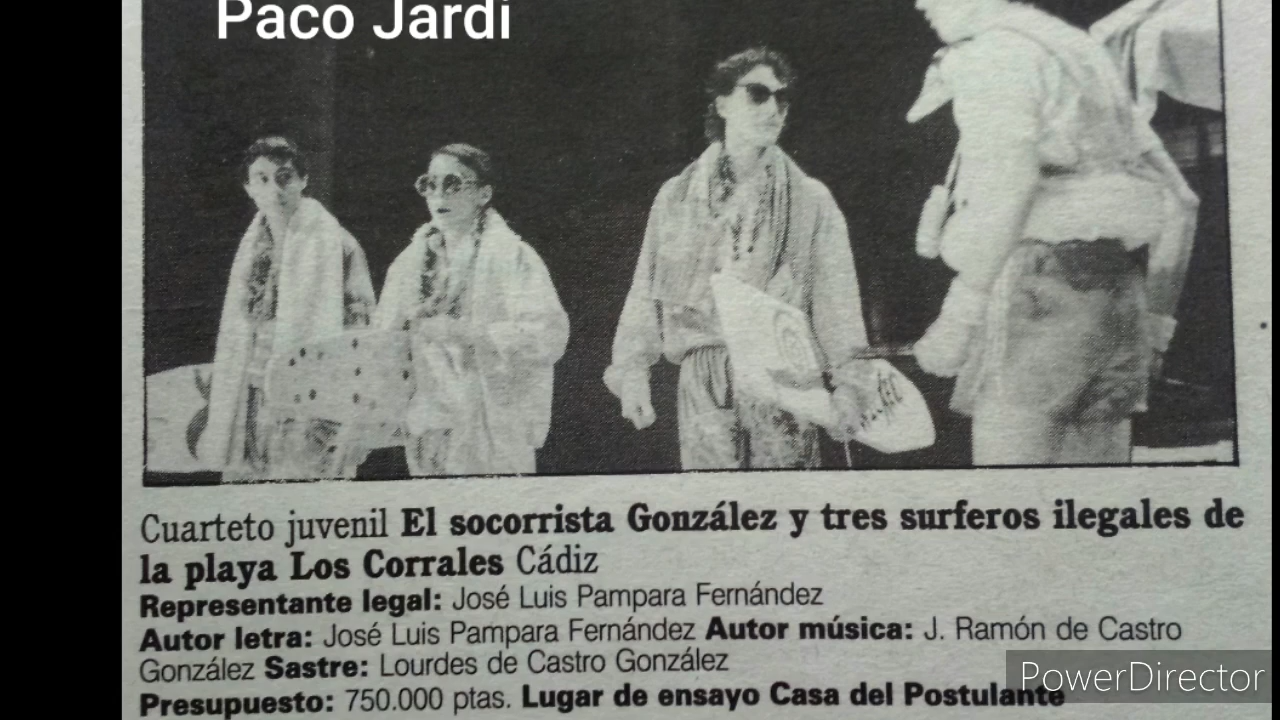 Paco Jardi
Cuarteto juvenil El socorrista González y tres surferos ilegales de
la playa Los Corrales Cádiz
Representante legal: José Luis Pampara Fernández
Autor letra: José Luis Pampara Fernández Autor música: J. Ramón de Castro
González Sastre: Lourdes de Castro González
Presupuesto: 750.000 ptas. Lugar de ensayo Casa del Postulante
PowerDirector